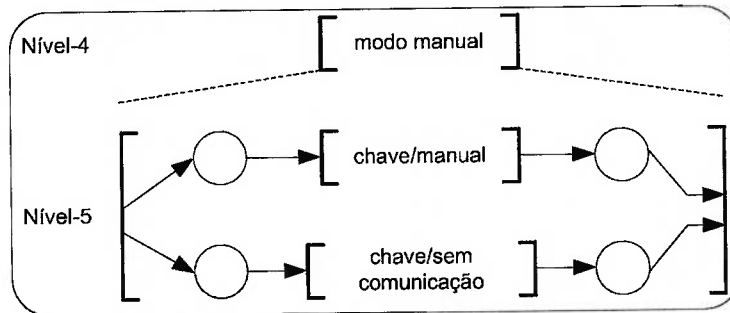 Nível-4
modo manual
chave/manual
Nível-5
chave/sem
comunicação